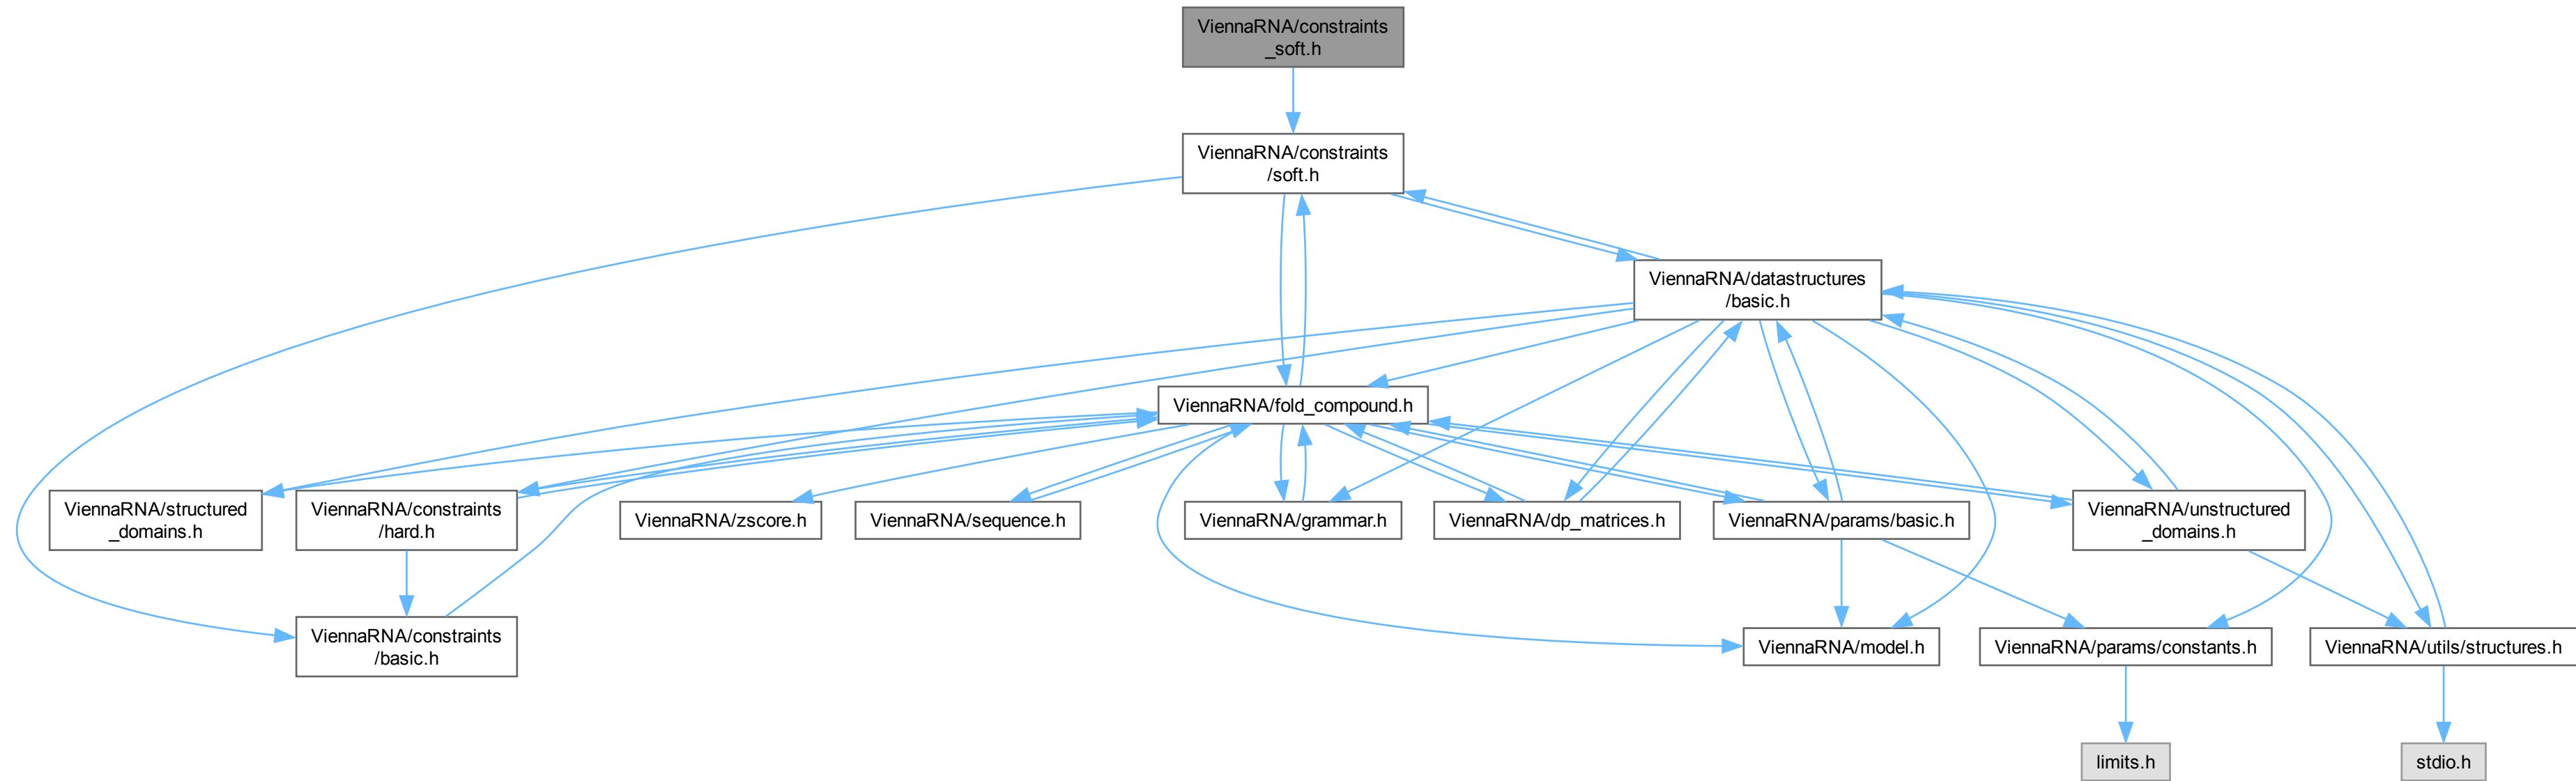 ViennaRNA/constraints
_soft.h
ViennaRNA/constraints
/soft.h
ViennaRNA/datastructures
/basic.h
ViennaRNA/fold_compound.h
ViennaRNA/structured
_domains.h
ViennaRNA/constraints
/hard.h
ViennaRNA/zscore.h
ViennaRNA/sequence.h
ViennaRNA/grammar.h
ViennaRNA/dp_matrices.h
ViennaRNA/params/basic.h
ViennaRNA/unstructured
_domains.h
ViennaRNA/constraints
/basic.h
ViennaRNA/model.h
ViennaRNA/params/constants.h
ViennaRNA/utils/structures.h
limits.h
stdio.h